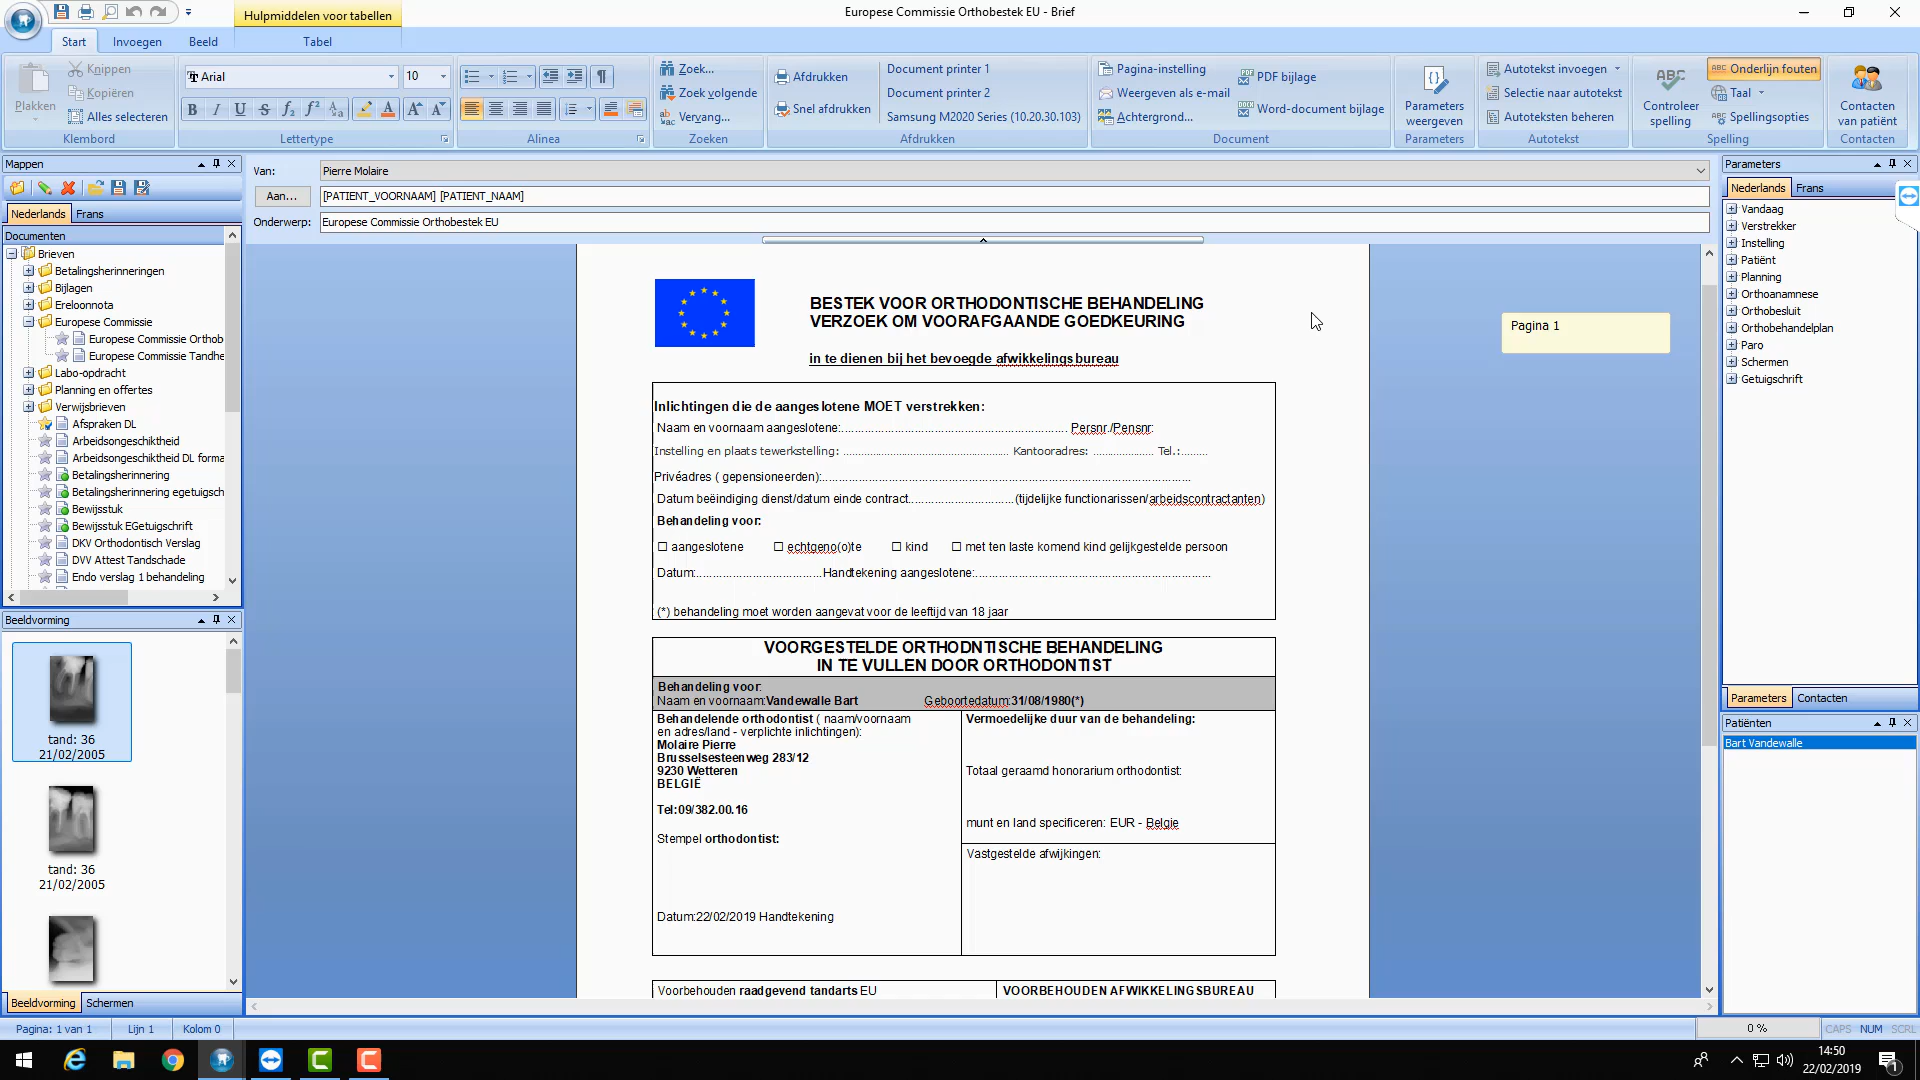 Hulpmiddelen voor tabellen
Europese Commissie Orthobestek EU - Brief
Start
Invoegen
Beeld
Tabel
Plakken
Knippen
Kopiëren
Alles selecteren
Klembord
Arial
10
Lettertype
Alinea
Zoek...
Zoek volgende
Vervang...
Zoeken
Afdrukken
Snel afdrukken
Document printer 1
Document printer 2
Samsung M2020 Series (10.20.30.103)
Afdrukken
Pagina-instelling
Weergeven als e-mail
Achtergrond...
PDF bijlage
Word-document bijlage
Document
Parameters
weergeven
Parameters
Autotekst invoegen
Selectie naar autotekst
Autoteksten beheren
Autotekst
Controleer
spelling
Onderlijn fouten
Taal
Spellingsopties
Spelling
Contacten
van patiënt
Contacten
Mappen
Nederlands
Frans
Documenten
Brieven
Betalingsherinneringen
Bijlagen
Ereloonnota
Europese Commissie
Europese Commissie Orthob
Europese Commissie Tandhe
Labo-opdracht
Planning en offertes
Verwijsbrieven
Afspraken DL
Arbeidsongeschiktheid
Arbeidsongeschiktheid DL forma
Betalingsherinnering
Betalingsherinnering egetuigsch
Bewijsstuk
Bewijsstuk EGetuigschrift
DKV Orthodontisch Verslag
DVV Attest Tandschade
Endo verslag 1 behandeling
Beeldvorming
tand: 36
21/02/2005
tand: 36
21/02/2005
Beeldvorming
Schermen
Van:
Pierre Molaire
Aan...
[PATIENT_VOORNAAM] [PATIENT_NAAM]
Onderwerp:
Europese Commissie Orthobestek EU
BESTEK VOOR ORTHODONTISCHE BEHANDELING
VERZOEK OM VOORAFGAANDE GOEDKEURING
in te dienen bij het bevoegde afwikkelingsbureau
Inlichtingen die de aangeslotene MOET verstrekken:
Naam en voornaam aangeslotene:.................................................................... Persnr./Pensnr:
Instelling en plaats tewerkstelling: .................................................... Kantooradres: ................... Tel.:........
Privéadres ( gepensioneerden):.........................................................................................
Datum beëindiging dienst/datum einde contract................................(tijdelijke functionarissen/arbeidscontractanten)
Behandeling voor:
☐ aangeslotene ☐ echtgeno(o)te ☐ kind ☐ met ten laste komend kind gelijkgestelde persoon
Datum:......................................Handtekening aangeslotene:.........................................................................
(*) behandeling moet worden aangevat voor de leeftijd van 18 jaar
VOORGESTELDE ORTHODNTISCHE BEHANDELING
IN TE VULLEN DOOR ORTHODONTIST
Behandeling voor:
Naam en voornaam:Vandewalle Bart Geboortedatum:31/08/1980(*)
Behandelende orthodontist ( naam/voornaam
en adres/land - verplichte inlichtingen):
Molaire Pierre
Brusselsesteenweg 283/12
9230 Wetteren
BELGIË
Tel:09/382.00.16
Stempel orthodontist:
Datum:22/02/2019 Handtekening
Vermoedelijke duur van de behandeling:
Totaal geraamd honorarium orthodontist:
munt en land specificeren: EUR - Belgie
Vastgestelde afwijkingen:
Voorbehouden raadgevend tandarts EU
VOORBEHOUDEN AFWIKKELINGSBUREAU
Pagina 1
Parameters
Nederlands
Frans
Vandaag
Verstrekker
Instelling
Patiënt
Planning
Orthoanamnese
Orthobesluit
Orthobehandelplan
Paro
Schermen
Getuigschrift
Parameters
Contacten
Patiënten
Bart Vandewalle
Pagina: 1 van 1
Lijn 1
Kolom 0
0 %
CAPS
NUM
SCRL
14:50
22/02/2019
1